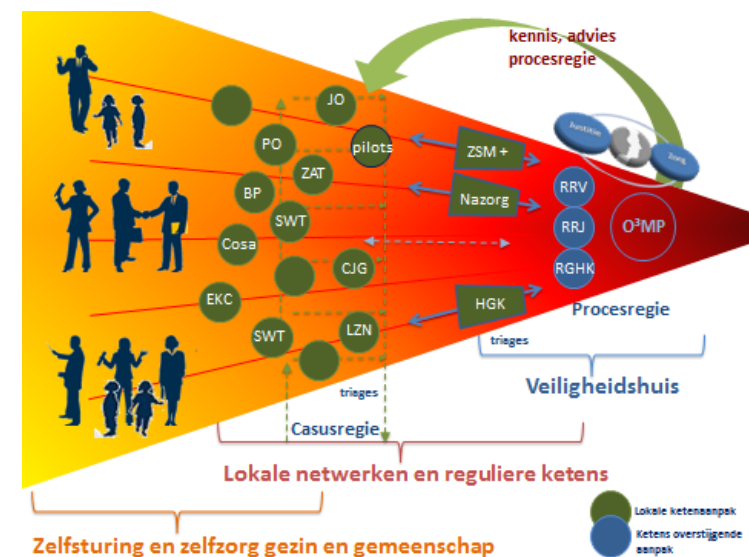 kennis, advies
procesregie
Justitie
Zorg
JO
PO
pilots
ZSM +
ZAT
BP
Nazorg
RRV
SWT
RRJ
O³MP
Cosa
CJG
RGHK
EKC
HGK
Procesregie
SWT
LZN
triages
triages
Veiligheidshuis
Casusregie
Lokale netwerken en reguliere ketens
Lokale ketenaanpak
Ketens overstijgende
aanpak
Zelfsturing en zelfzorg gezin en gemeenschap